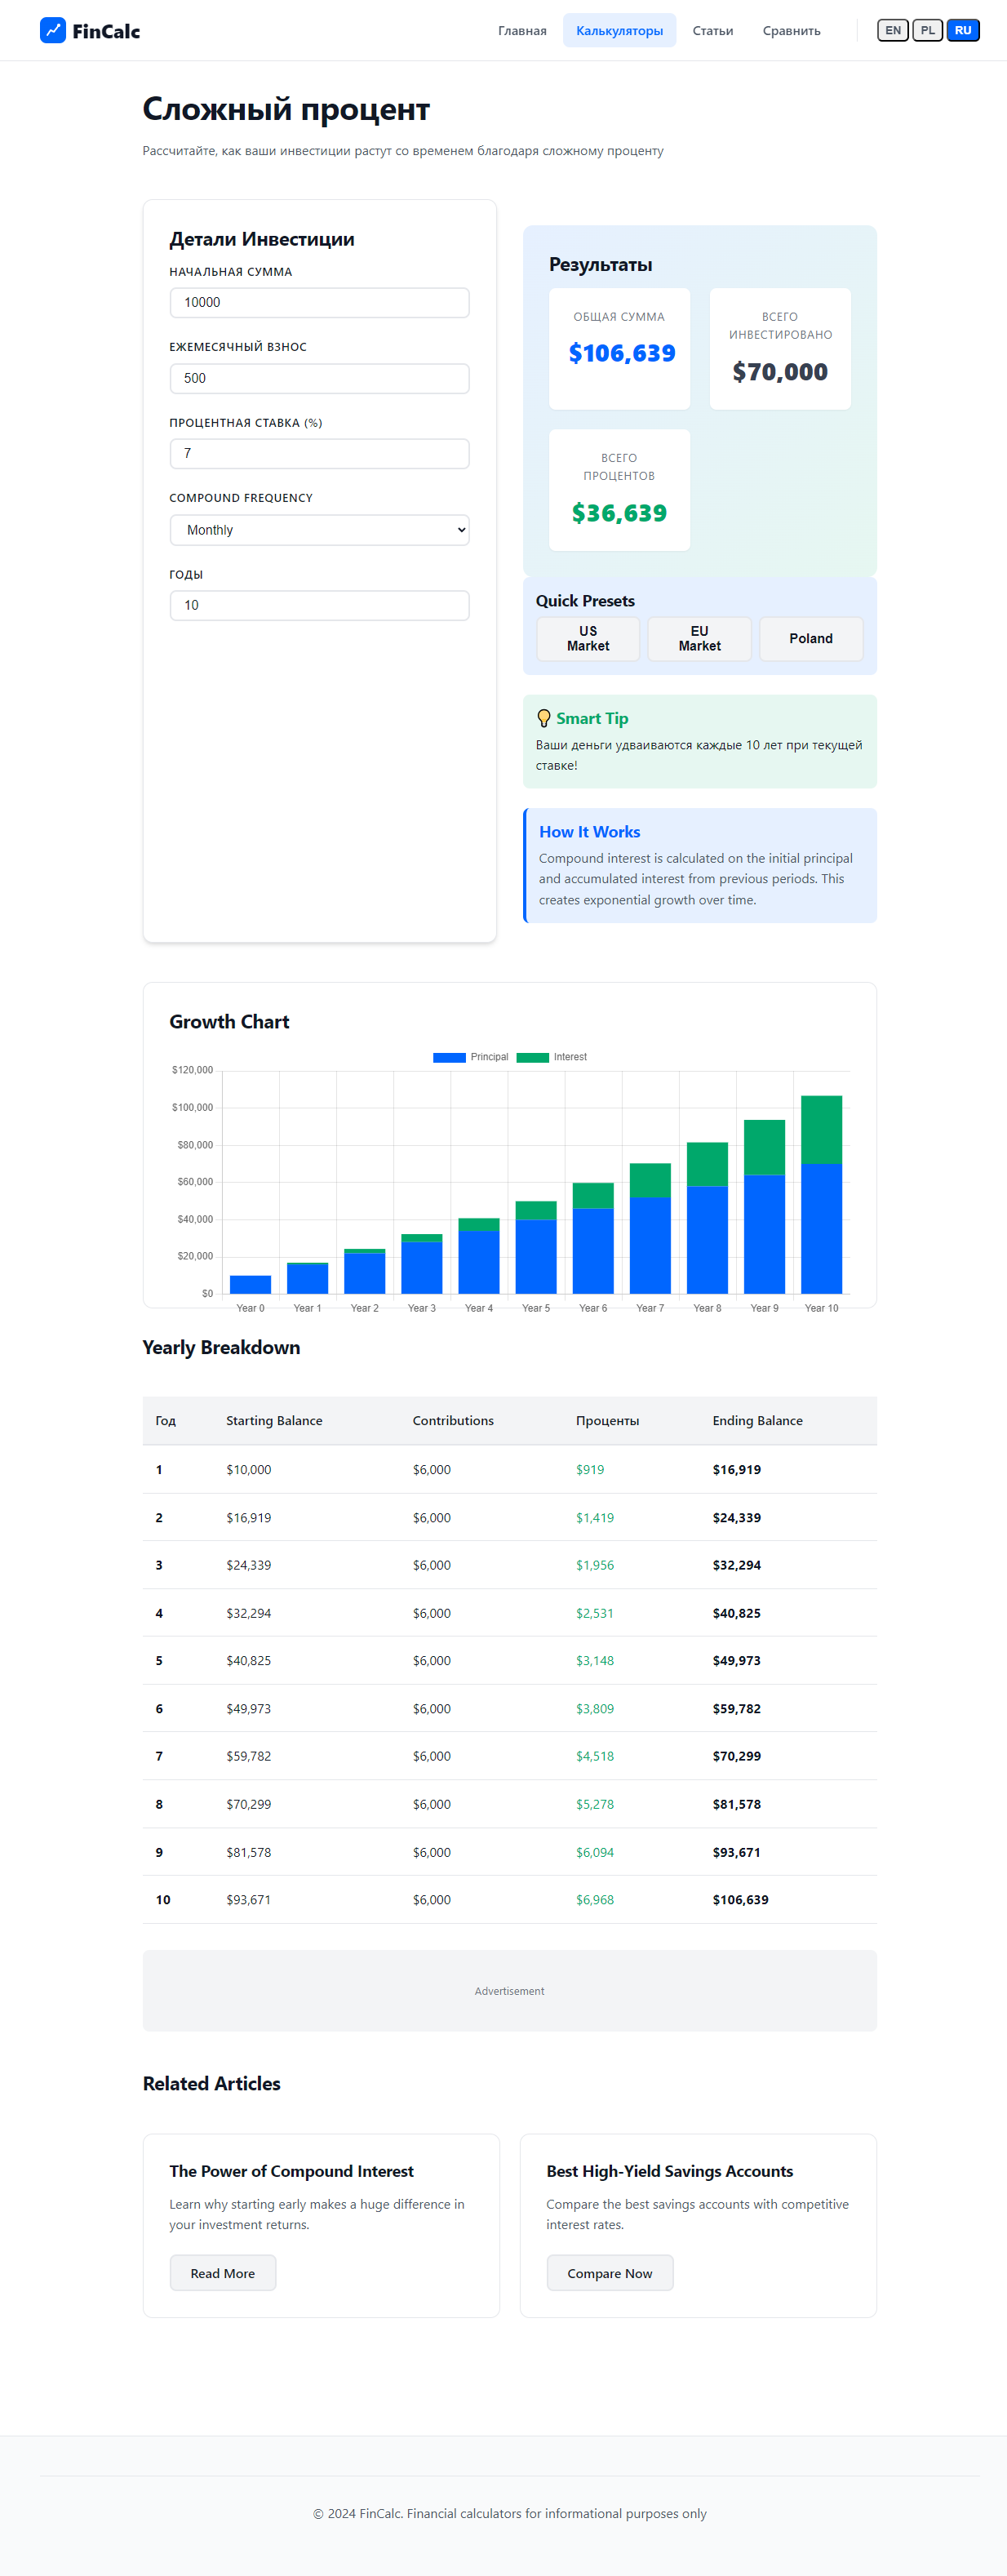 FinCalc
Главная Калькуляторы Статьи Сравнить EN PL RU
Сложный процент
Рассчитайте, как ваши инвестиции растут со временем благодаря сложному проценту
Детали Инвестиции
НАЧАЛЬНАЯ СУММА
10000
ЕЖЕМЕСЯЧНЫЙ ВЗНОС
500
ПРОЦЕНТНАЯ СТАВКА (%)
7
COMPOUND FREQUENCY
Monthly
ГОДЫ
10
Результаты
ОБЩАЯ СУММА
$106,639
ВСЕГО
ИНВЕСТИРОВАНО
$70,000
ВСЕГО
ПРОЦЕНТОВ
$36,639
Quick Presets
US
Market
EU
Market
Poland
Smart Tip
Ваши деньги удваиваются каждые 10 лет при текущей
ставке!
How It Works
Compound interest is calculated on the initial principal
and accumulated interest from previous periods. This
creates exponential growth over time.
Growth Chart
Principal Interest
$120,000
$100,000
$80,000
$60,000
$40,000
$20,000
$0
Year 0 Year 1 Year 2 Year 3 Year 4 Year 5 Year 6 Year 7 Year 8 Year 9 Year 10
Yearly Breakdown
Год Starting Balance Contributions Проценты Ending Balance
1 $10,000 $6,000 $919 $16,919
2 $16,919 $6,000 $1,419 $24,339
3 $24,339 $6,000 $1,956 $32,294
4 $32,294 $6,000 $2,531 $40,825
5 $40,825 $6,000 $3,148 $49,973
6 $49,973 $6,000 $3,809 $59,782
7 $59,782 $6,000 $4,518 $70,299
8 $70,299 $6,000 $5,278 $81,578
9 $81,578 $6,000 $6,094 $93,671
10 $93,671 $6,000 $6,968 $106,639
Advertisement
Related Articles
The Power of Compound Interest
Learn why starting early makes a huge difference in
your investment returns.
Read More
Best High-Yield Savings Accounts
Compare the best savings accounts with competitive
interest rates.
Compare Now
© 2024 FinCalc. Financial calculators for informational purposes only